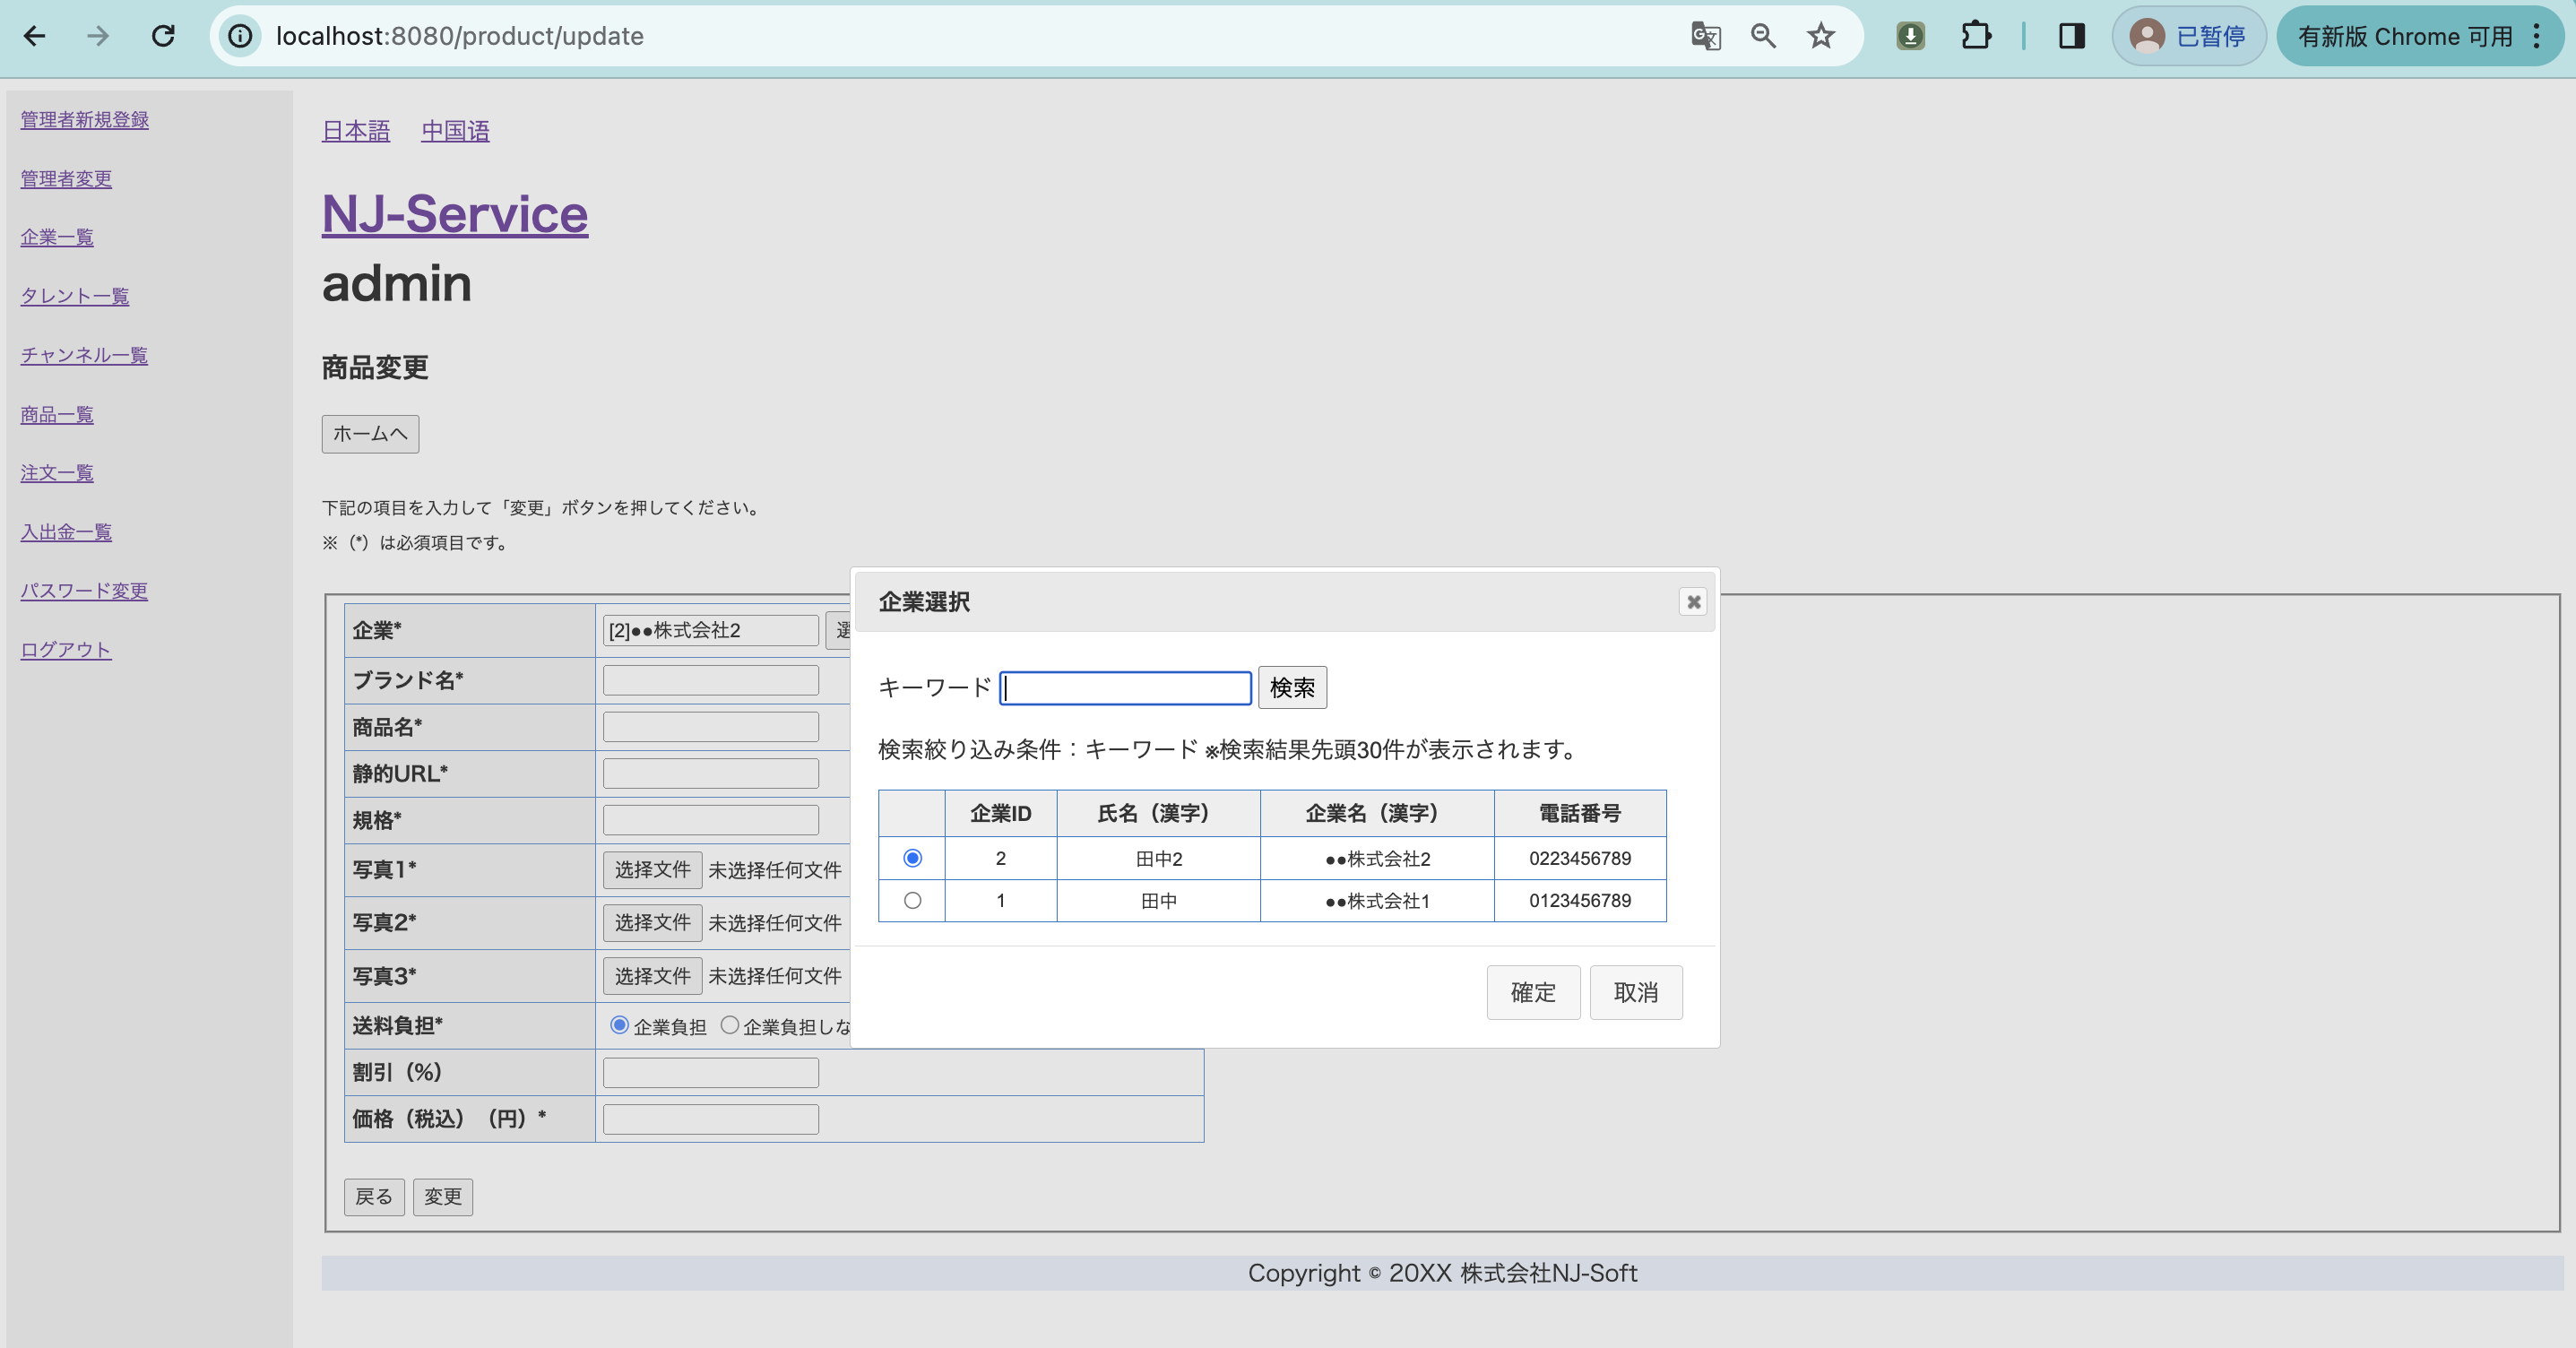 localhost:8080/product/update
已暂停
有新版 Chrome 可用
管理者新規登録
管理者変更
企業一覧
タレント一覧
チャンネル一覧
商品一覧
注文一覧
入出金一覧
パスワード変更
ログアウト
日本語 中国语
NJ-Service
admin
商品変更
ホームへ
下記の項目を入力して「変更」ボタンを押してください。
※（*）は必須項目です。
企業* [2]●●株式会社2
ブランド名*
商品名*
静的URL*
規格*
写真1* 选择文件 未选择任何文件
写真2* 选择文件 未选择任何文件
写真3* 选择文件 未选择任何文件
送料負担* 企業負担 企業負担しな
割引（%）
価格（税込）（円）*
戻る 変更
企業選択
キーワード 検索
検索絞り込み条件：キーワード ※検索結果先頭30件が表示されます。
企業ID 氏名（漢字） 企業名（漢字） 電話番号
2 田中2 ●●株式会社2 0223456789
1 田中 ●●株式会社1 0123456789
確定 取消
Copyright © 20XX 株式会社NJ-Soft